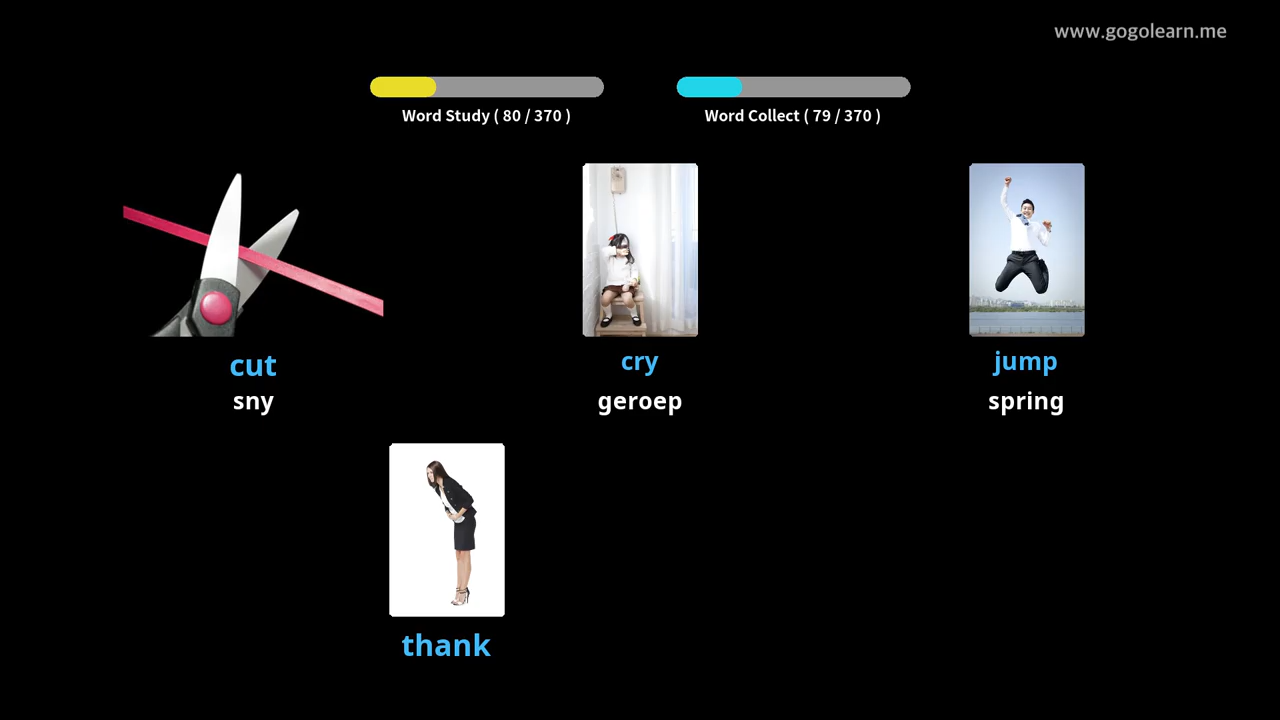 www.gogolearn.me
Word Study ( 80 / 370 )
Word Collect ( 79 / 370 )
cut
sny
cry
geroep
jump
spring
thank